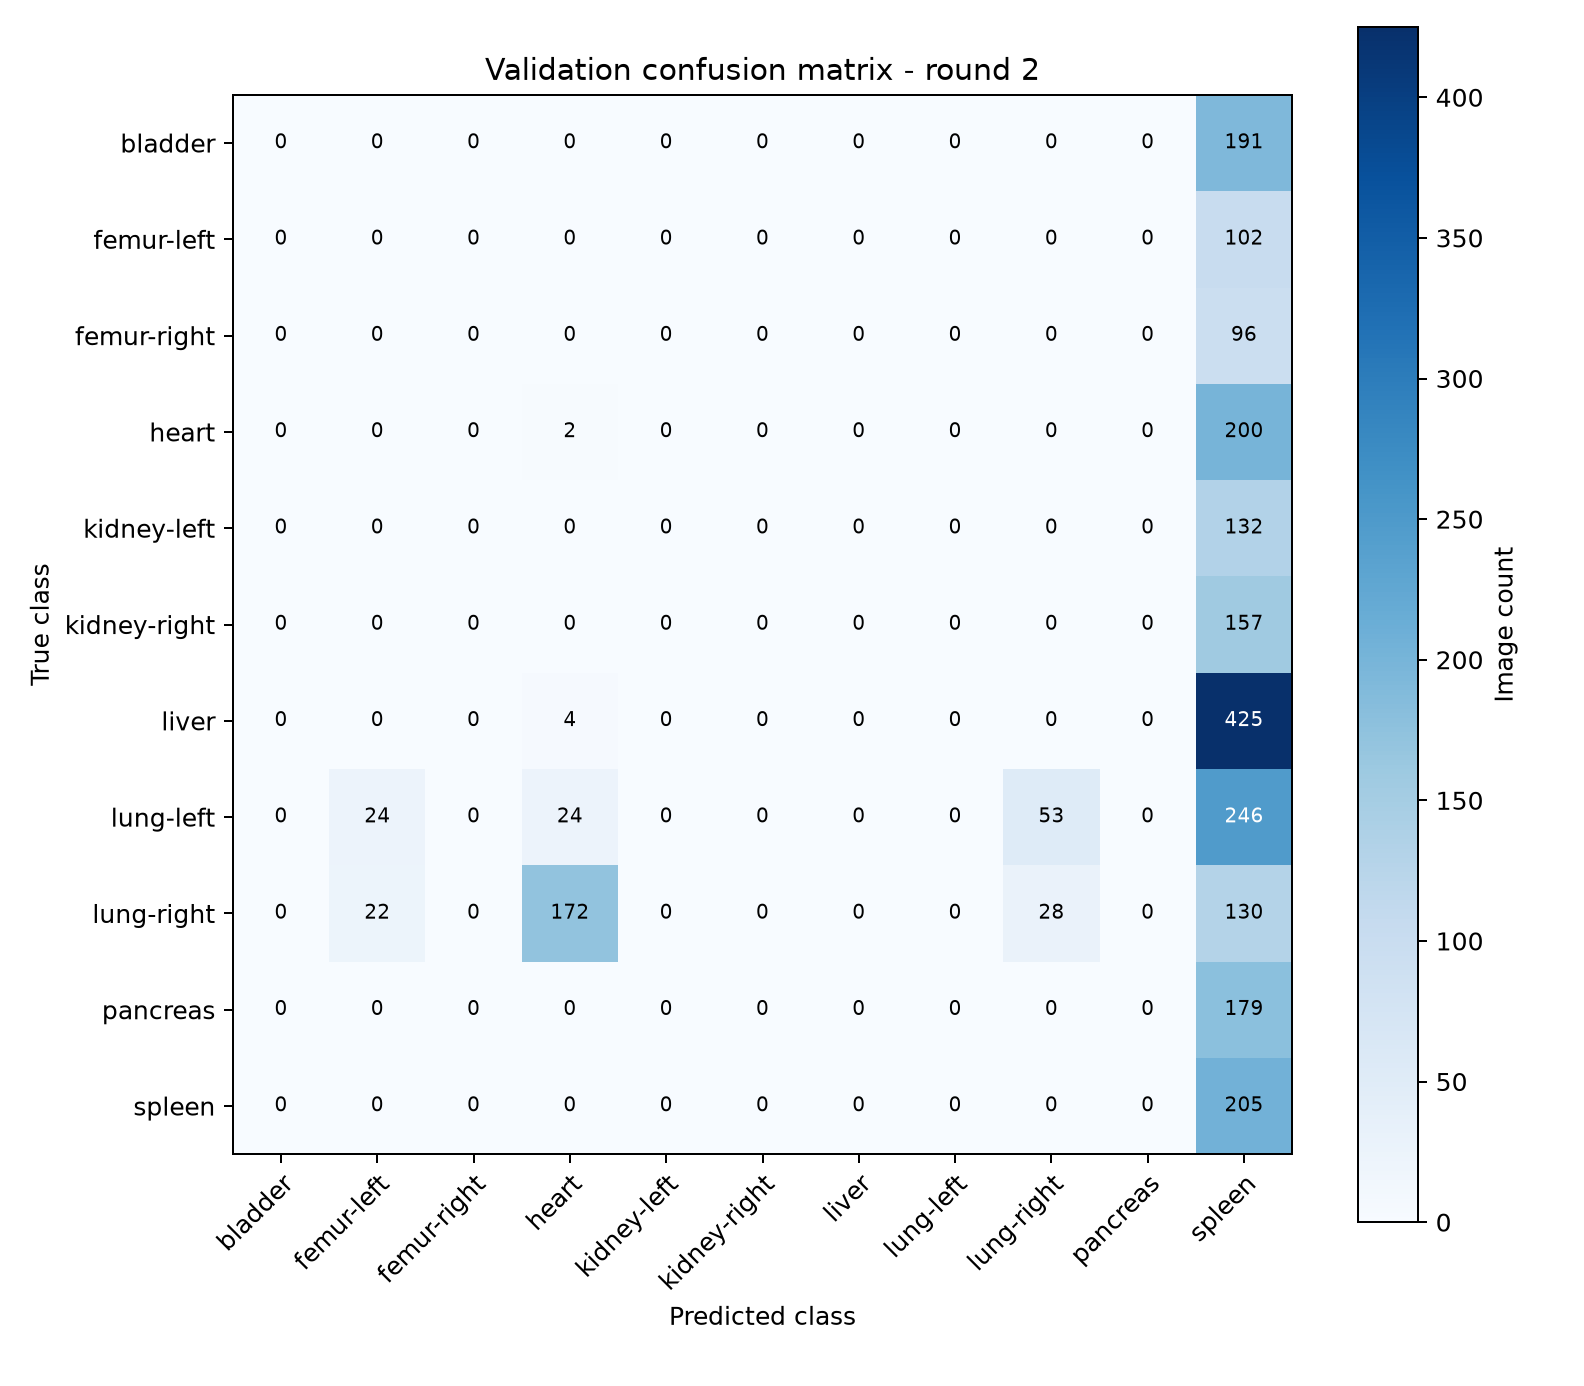 Validation confusion matrix - round 2
bladder 0 0 0 0 0 0 0 0 0 0 191
femur-left 0 0 0 0 0 0 0 0 0 0 102
femur-right 0 0 0 0 0 0 0 0 0 0 96
heart 0 0 0 2 0 0 0 0 0 0 200
kidney-left 0 0 0 0 0 0 0 0 0 0 132
kidney-right 0 0 0 0 0 0 0 0 0 0 157
liver 0 0 0 4 0 0 0 0 0 0 425
lung-left 0 24 0 24 0 0 0 0 53 0 246
lung-right 0 22 0 172 0 0 0 0 28 0 130
pancreas 0 0 0 0 0 0 0 0 0 0 179
spleen 0 0 0 0 0 0 0 0 0 0 205
True class
bladder femur-left femur-right heart kidney-left kidney-right liver lung-left lung-right pancreas spleen
Predicted class
400
350
300
250
200
150
100
50
0
Image count